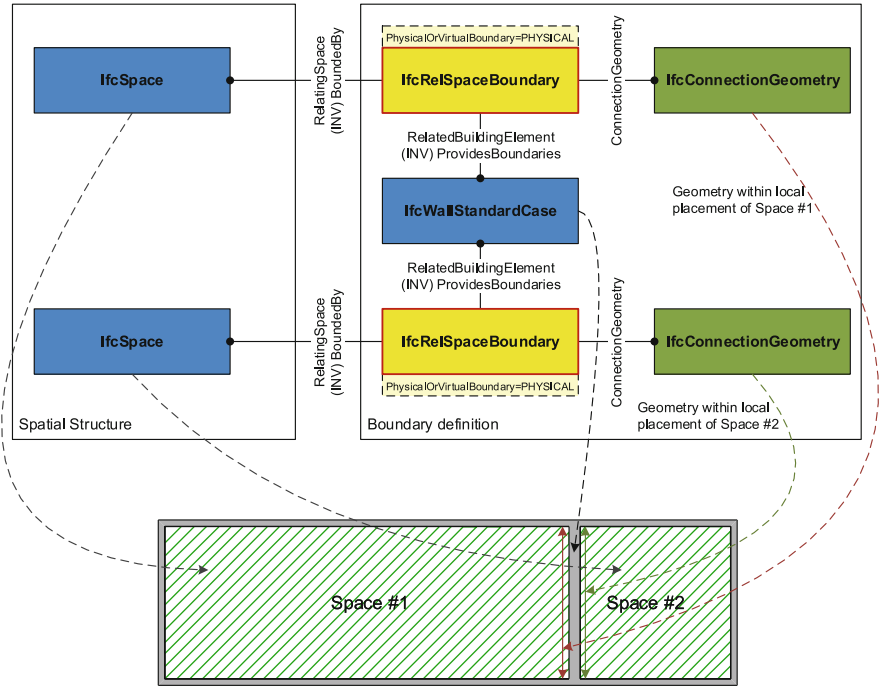 PhysicalOrVirtualBoundary=PHYSICAL
IfcSpace
RelatingSpace
(INV) BoundedBy
IfcRelSpaceBoundary
ConnectionGeometry
IfcConnectionGeometry
RelatedBuildingElement
(INV) ProvidesBoundaries
IfcWallStandardCase
Geometry within local
placement of Space #1
RelatedBuildingElement
(INV) ProvidesBoundaries
IfcSpace
RelatingSpace
(INV) BoundedBy
IfcRelSpaceBoundary
ConnectionGeometry
IfcConnectionGeometry
PhysicalOrVirtualBoundary=PHYSICAL
Geometry within local
placement of Space #2
Spatial Structure
Boundary definition
Space #1
Space #2